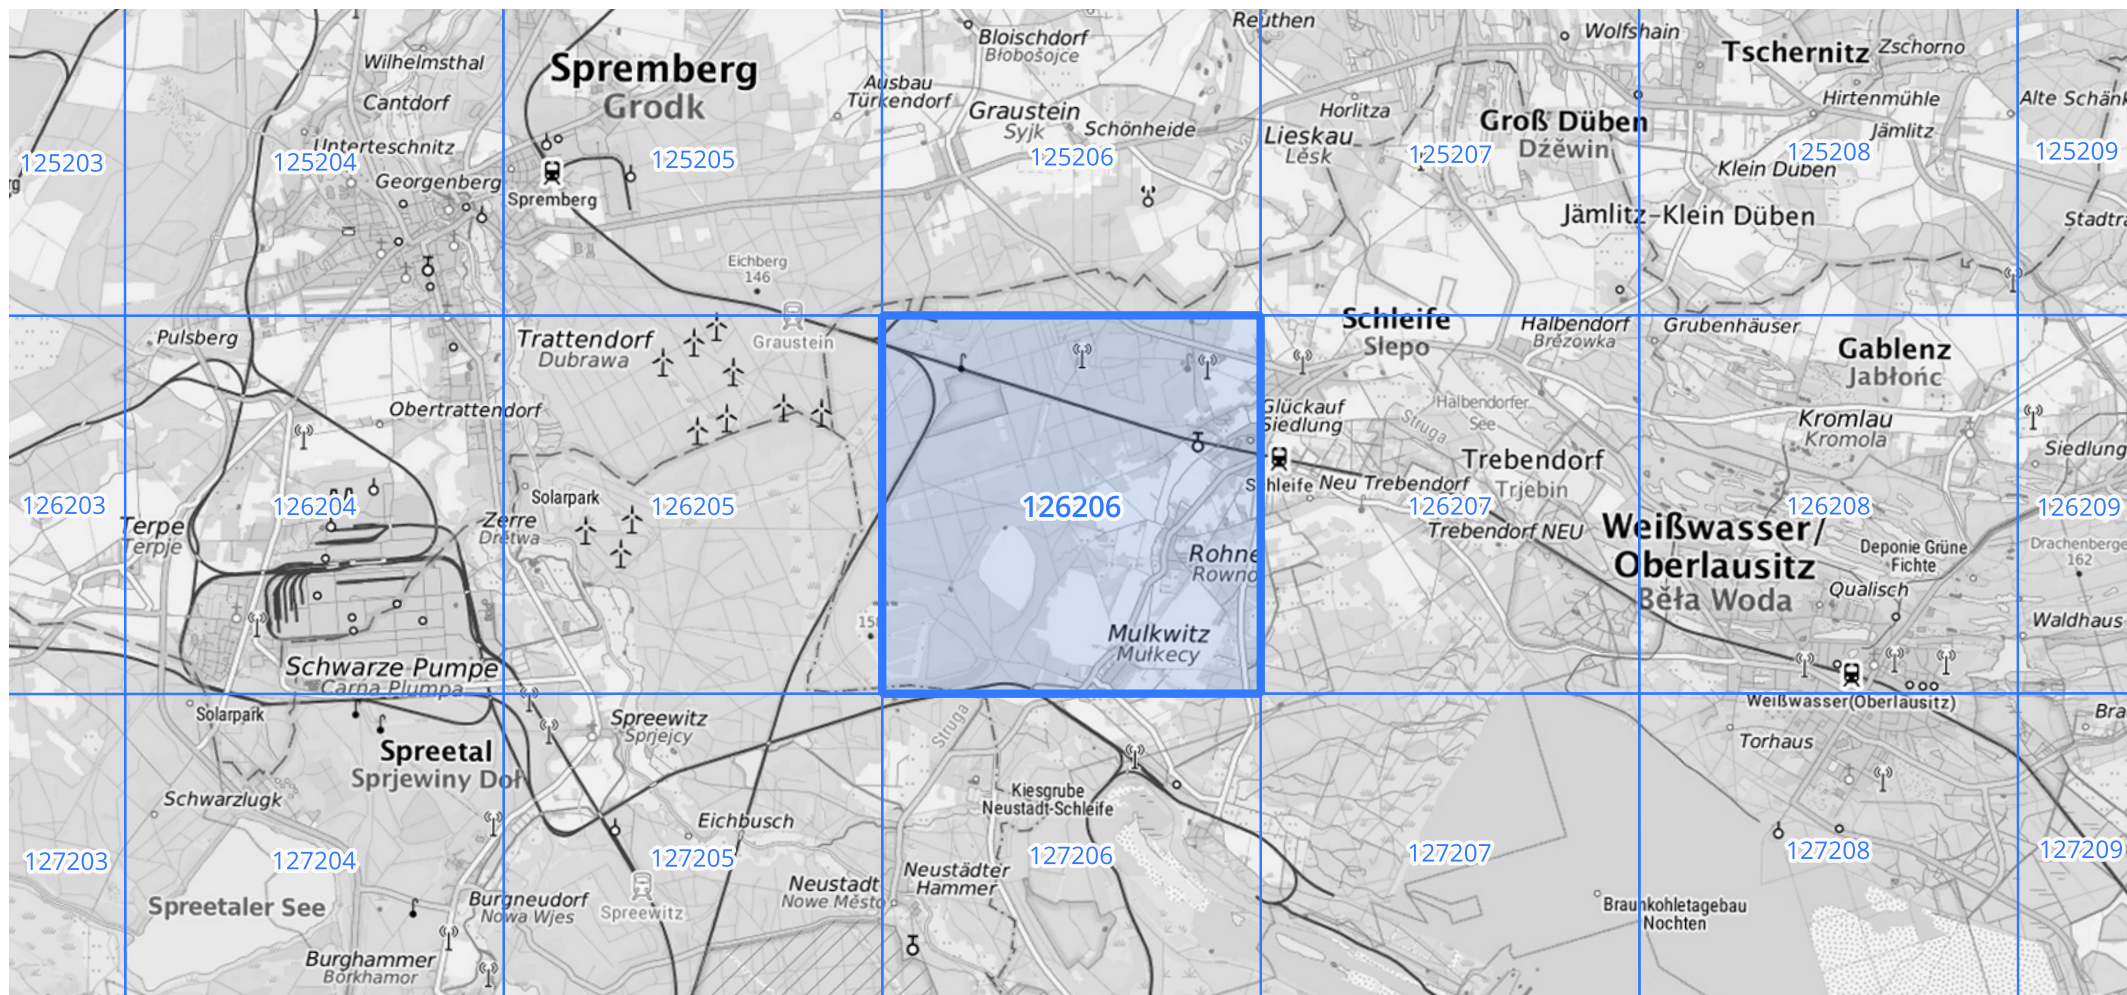 Wilhelmsthal
Cantdorf
Unterteschnitz
Georgenberg
125203
125204
Spremberg
Grodk
Spremberg
125205
Eichberg
146
Graustein
Bloischdorf
Błobošojce
Ausbau
Türkendorf
Graustein
Syjk
Schönheide
125206
Reuthen
Horlitza
Lieskau
Lěsk
Groß Düben
Dźěwin
125207
Wolfshain
Tschernitz
Zschorno
Hirtenmühle
Jämlitz
Klein Düben
125208
Jämlitz-Klein Düben
Alte Schänk
125209
Stadtra
Pulsberg
Obertrattendorf
126203
126204
Terpe
Terpje
Zerre
Drětwa
Schwarze Pumpe
Carna Plumpa
Trattendorf
Dubrawa
Solarpark
126205
158
126206
Rohne
Rowno
Mulkwitz
Mułkecy
Schleife
Slepo
Halbendorf
Brězowka
Glückauf
Siedlung
Halbendorfer
See
Struga
Trebendorf
Trjebin
Schleife
Neu Trebendorf
126207
Trebendorf NEU
Grubenhäuser
Gablenz
Jabłońc
Kromlau
Kromola
126208
Weißwasser/
Oberlausitz
Běła Woda
Deponie Grüne
Fichte
Qualisch
Weißwasser(Oberlausitz)
Siedlung
126209
Drachenberge
162
Waldhaus
Solarpark
Spreetal
Sprjewiny Doł
Schwarzlugk
127203
127204
Spreetaler See
Burghammer
Bórkhamor
Burgneudorf
Nowa Wjes
Spreewitz
Sprjejcy
Eichbusch
127205
Spreewitz
Neustadt
Nowe Město
Struga
Kiesgrube
Neustadt-Schleife
127206
Neustädter
Hammer
127207
Braunkohletagebau
Nochten
Torhaus
127208
Bra
127209